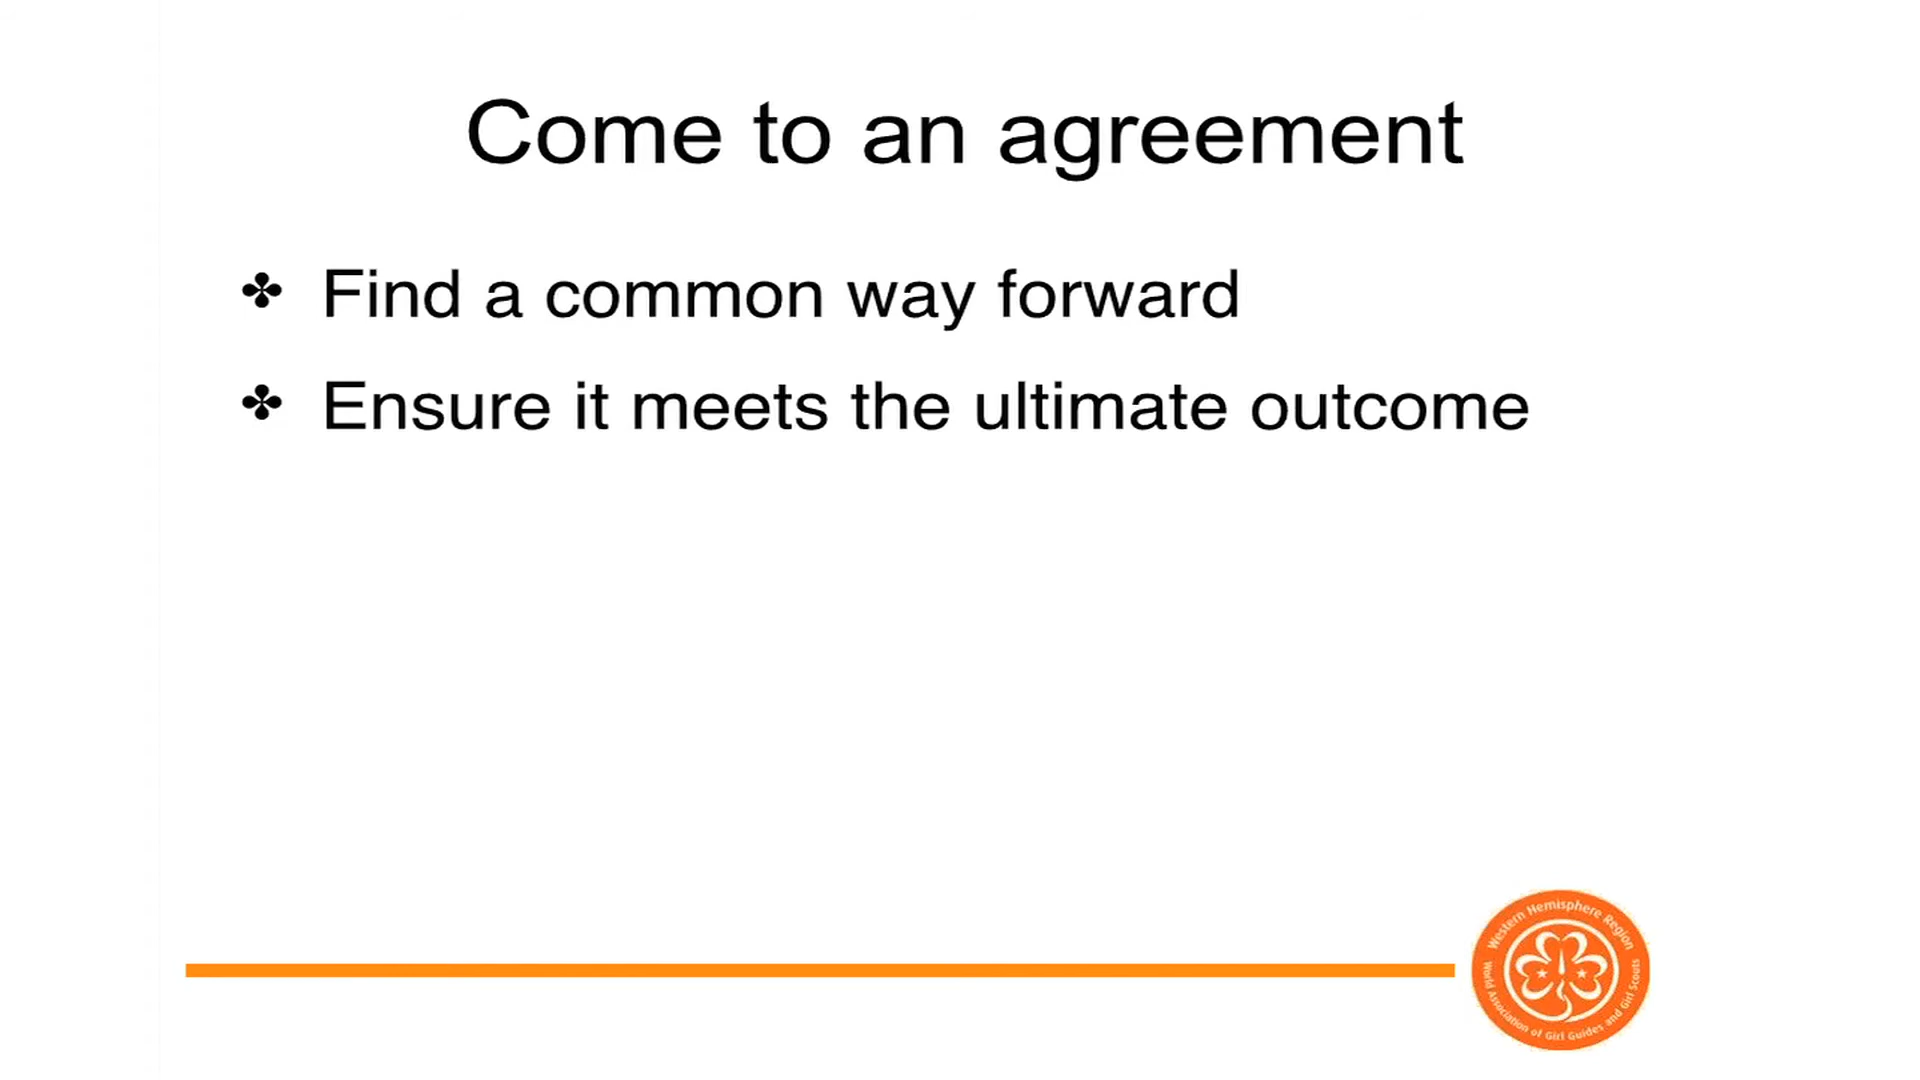 Come to an agreement
✤ Find a common way forward
✤ Ensure it meets the ultimate outcome
Western Hemisphere Region
World Association of Girl Guides and Girl Scouts